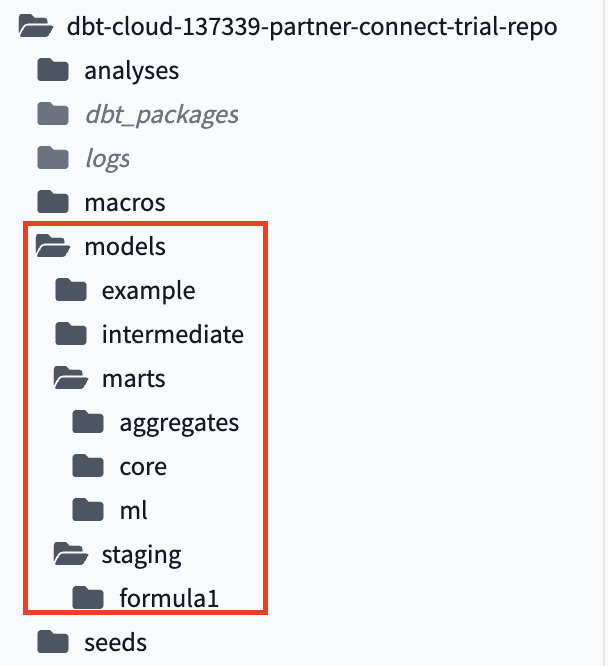 dbt-cloud-137339-partner-connect-trial-repo
analyses
dbt_packages
logs
macros
models
example
intermediate
marts
aggregates
core
ml
staging
formula1
seeds